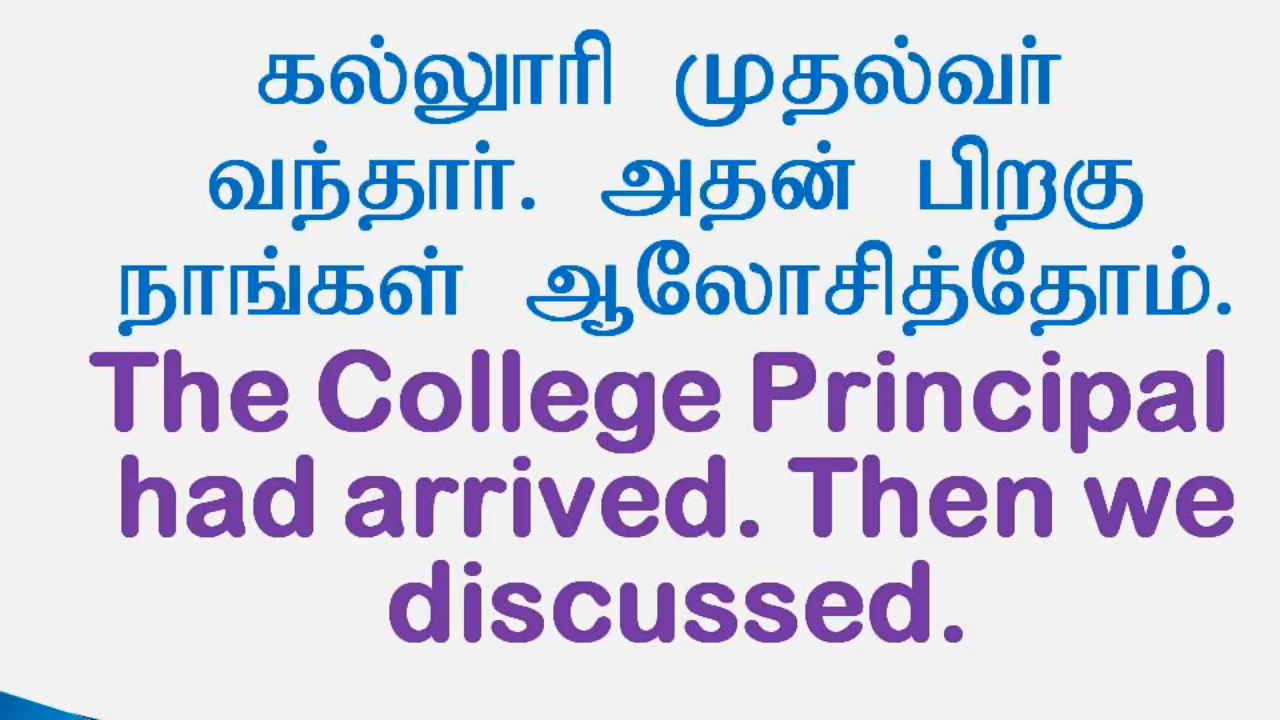 கல்லூரி முதல்வர்
வந்தார். அதன் பிறகு
நாங்கள் ஆலோசித்தோம்.
The College Principal
had arrived. Then we
discussed.